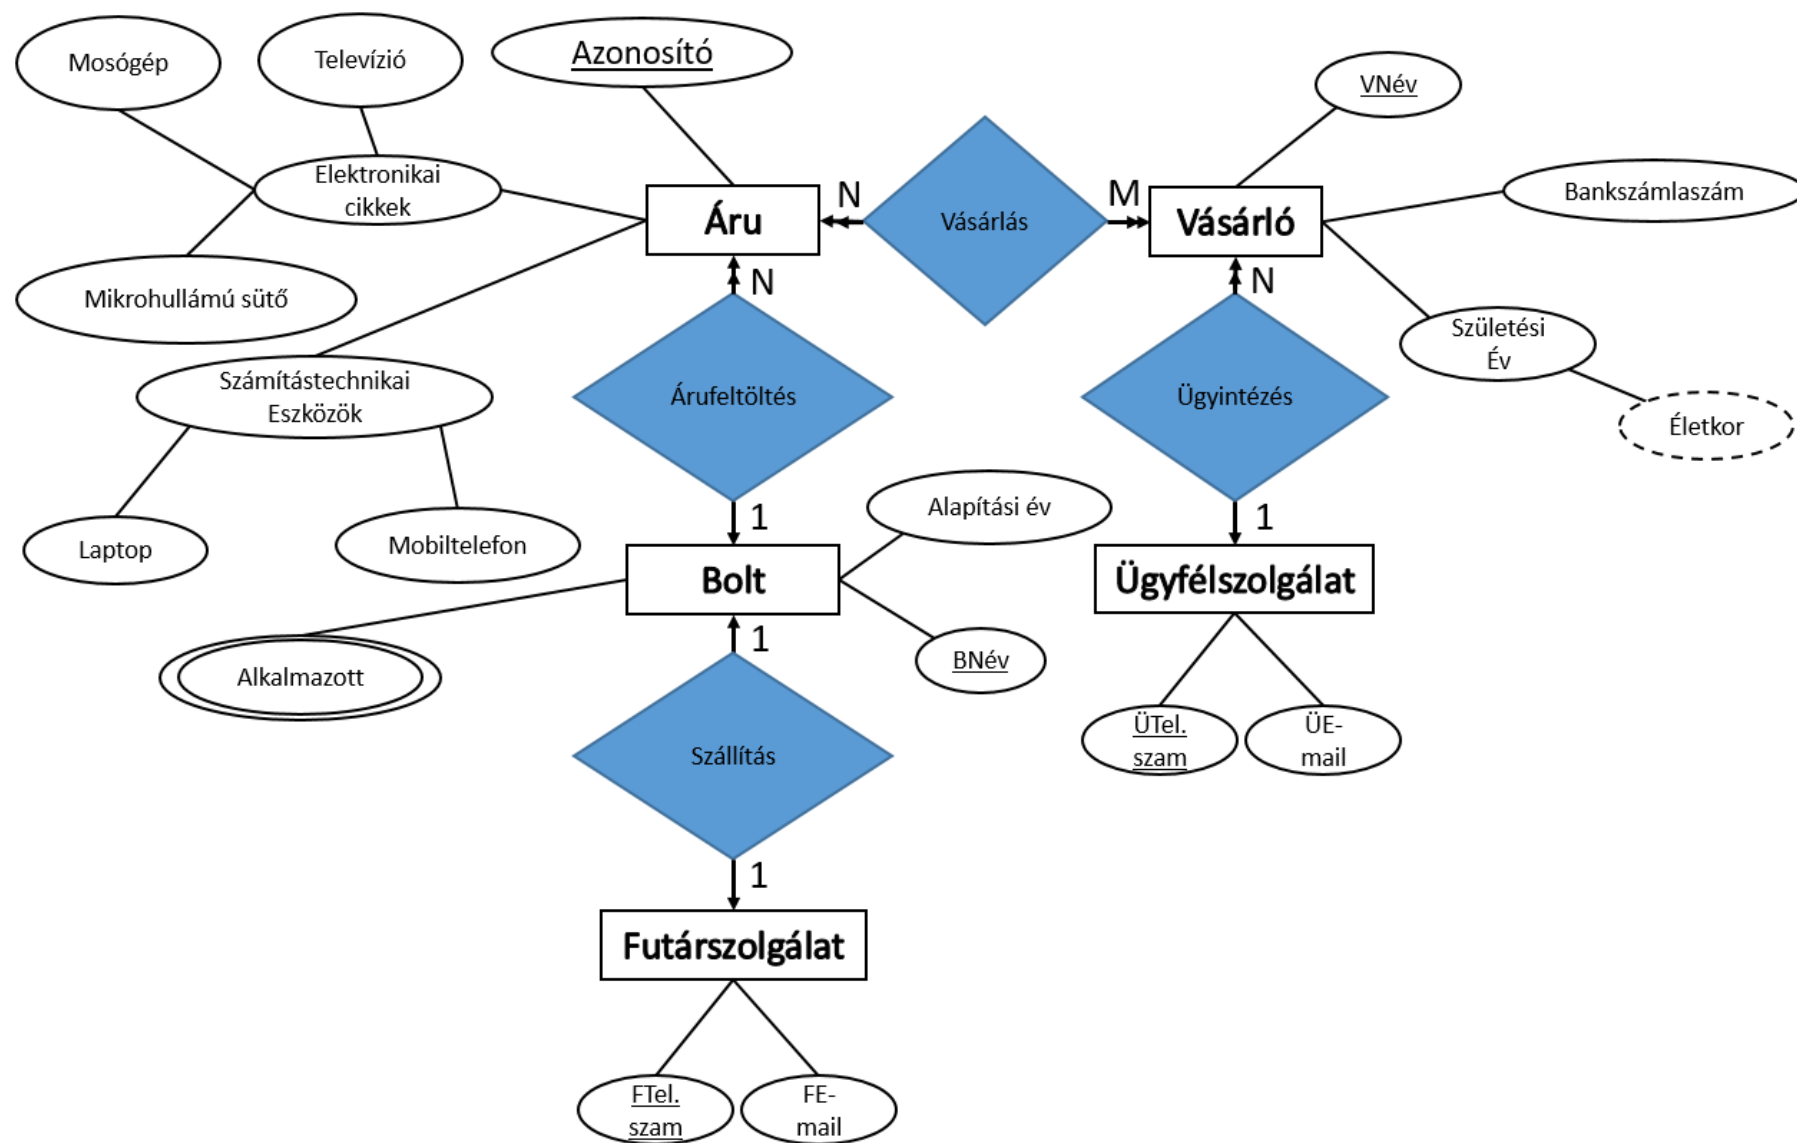 Mosógép
Televízió
Azonosító
VNév
Elektronikai
cikkek
Áru
N
Vásárlás
M
Vásárló
Bankszámlaszám
Mikrohullámú sütő
N
N
Születési
Év
Számítástechnikai
Eszközök
Árufeltöltés
Ügyintézés
Életkor
Laptop
Mobiltelefon
1
Alapítási év
1
Bolt
Ügyfélszolgálat
Alkalmazott
1
BNév
ÜTel.
szam
ÜE-
mail
Szállítás
1
Futárszolgálat
FTel.
szam
FE-
mail